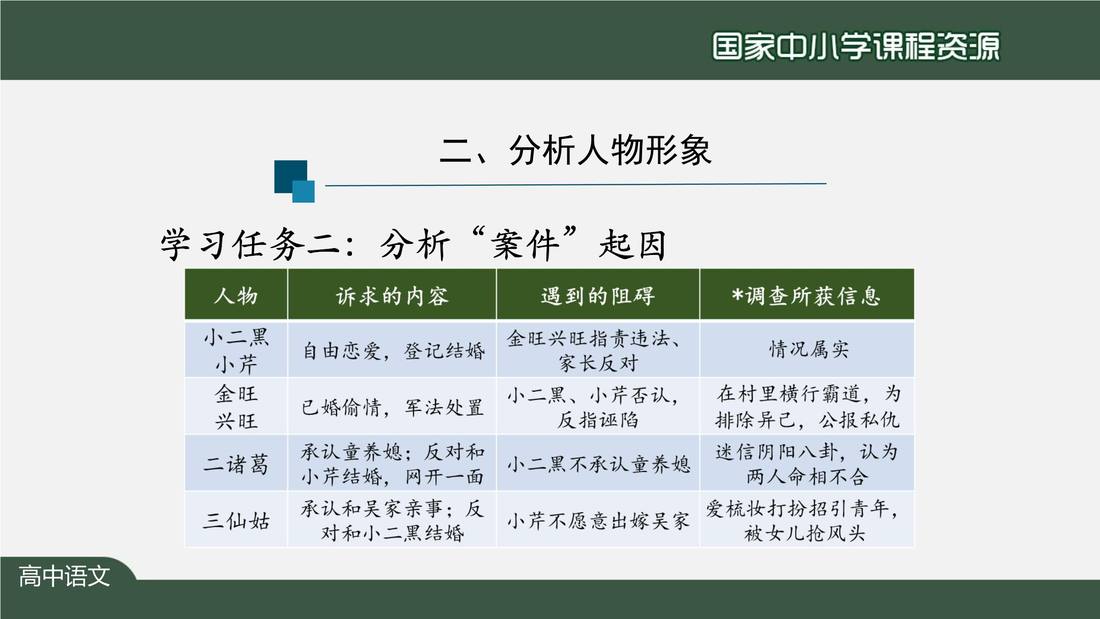 国家中小学课程资源
二、分析人物形象
学习任务二：分析“案件”起因
人物 诉求的内容 遇到的阻碍 *调查所获信息
小二黑
小芹
自由恋爱，登记结婚
金旺兴旺指责违法、
家长反对
情况属实
金旺
兴旺
已婚偷情，军法处置
小二黑、小芹否认，
反指诬陷
在村里横行霸道，为
排除异己，公报私仇
二诸葛
承认童养媳；反对和
小芹结婚，网开一面
小二黑不承认童养媳
迷信阴阳八卦，认为
两人命相不合
三仙姑
承认和吴家亲事；反
对和小二黑结婚
小芹不愿意出嫁吴家
爱梳妆打扮招引青年，
被女儿抢风头
高中语文